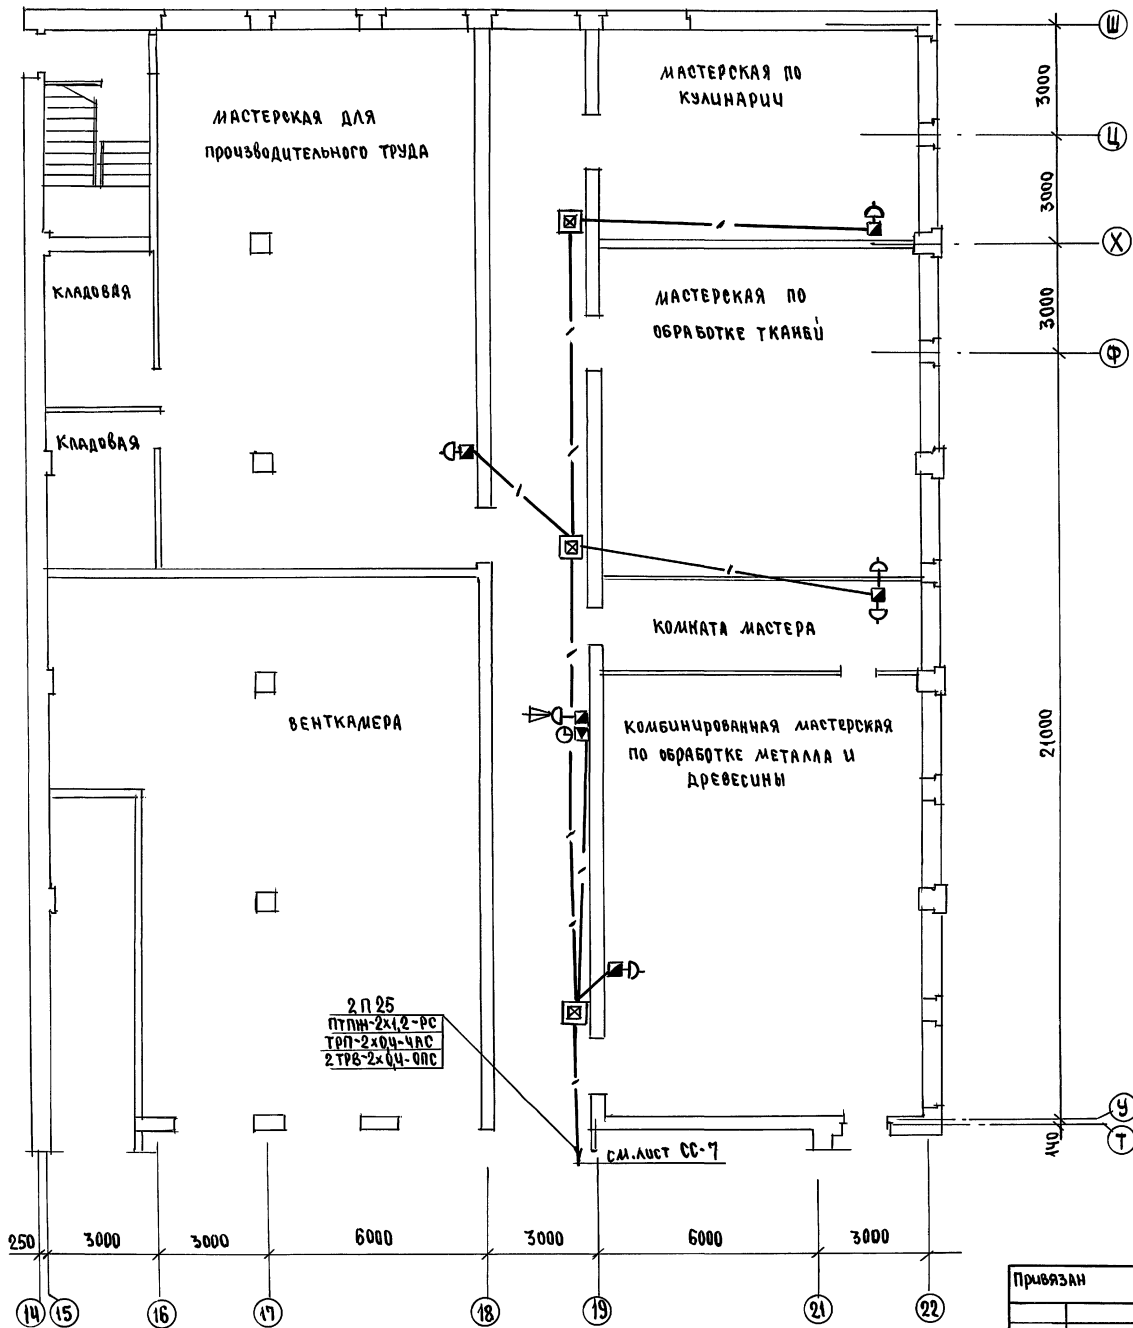 Ш
МАСТЕРСКАЯ ПО
КУЛИНАРИИ
3000
МАСТЕРСКАЯ ДЛЯ
ПРОИЗВОДИТЕЛЬНОГО ТРУДА
Ц
3000
Х
КЛАДОВАЯ
МАСТЕРСКАЯ ПО
ОБРАБОТКЕ ТКАНЕЙ
3000
Ф
КЛАДОВАЯ
КОМНАТА МАСТЕРА
ВЕНТКАМЕРА
КОМБИНИРОВАННАЯ МАСТЕРСКАЯ
ПО ОБРАБОТКЕ МЕТАЛЛА И
ДРЕВЕСИНЫ
21000
2П25
ПТПЖ-2х1,2-РС
ТРП-2х0,4-ЧАС
2ТРВ-2х0,4-ОПС
У
Т
140
СМ.ЛИСТ СС-7
250
3000
3000
6000
3000
6000
3000
14
15
16
17
18
19
21
22
ПРИВЯЗАН